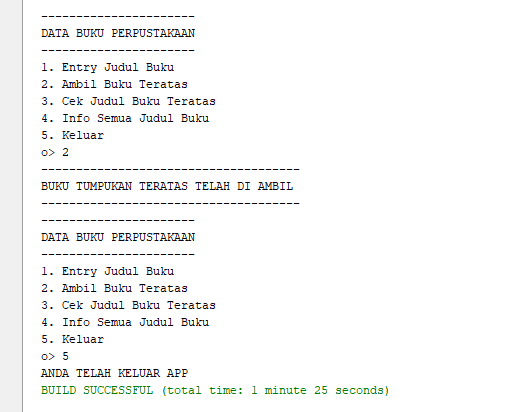 ----------------------
DATA BUKU PERPUSTAKAAN
----------------------
1. Entry Judul Buku
2. Ambil Buku Teratas
3. Cek Judul Buku Teratas
4. Info Semua Judul Buku
5. Keluar
o> 2
-------------------------------------
BUKU TUMPUKAN TERATAS TELAH DI AMBIL
-------------------------------------
----------------------
DATA BUKU PERPUSTAKAAN
----------------------
1. Entry Judul Buku
2. Ambil Buku Teratas
3. Cek Judul Buku Teratas
4. Info Semua Judul Buku
5. Keluar
o> 5
ANDA TELAH KELUAR APP
BUILD SUCCESSFUL (total time: 1 minute 25 seconds)